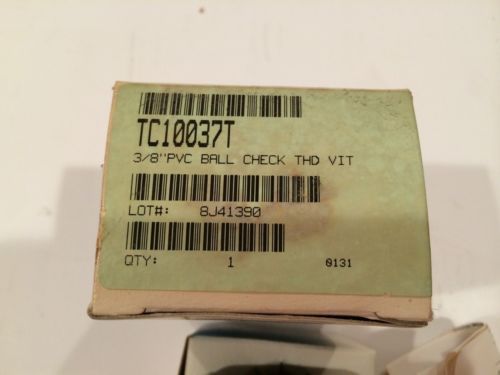 TC10037T
3/8"PVC BALL CHECK THD VIT
LOT#: 8J41390
QTY: 1 0131